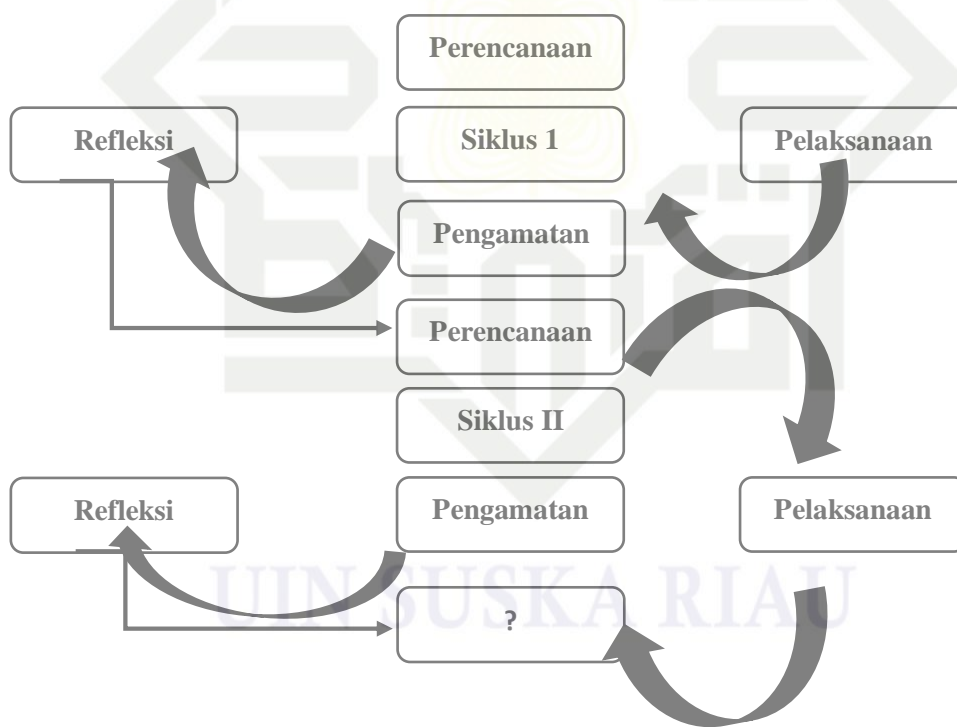 Perencanaan
Refleksi
Siklus 1
Pelaksanaan
Pengamatan
Perencanaan
Siklus II
Refleksi
Pengamatan
Pelaksanaan
?
UIN SUSKA RIAU